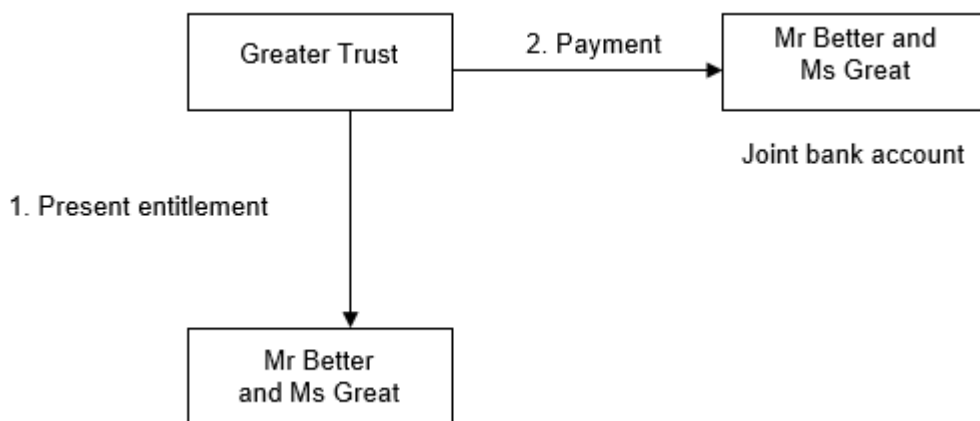 Greater Trust
2. Payment
Mr Better and
Ms Great
Joint bank account
1. Present entitlement
Mr Better
and Ms Great